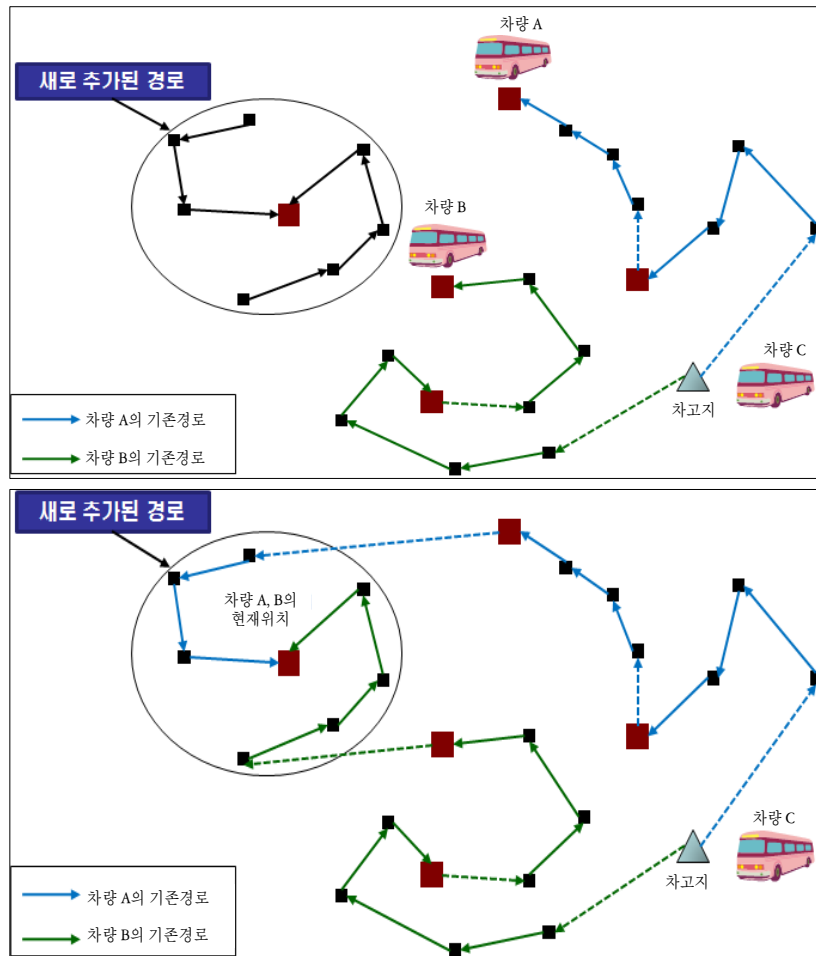 차량 A
새로 추가된 경로
차량 B
차량 C
차고지
차량 A의 기존경로
차량 B의 기존경로
새로 추가된 경로
차량 A, B의
현재위치
차량 C
차고지
차량 A의 기존경로
차량 B의 기존경로